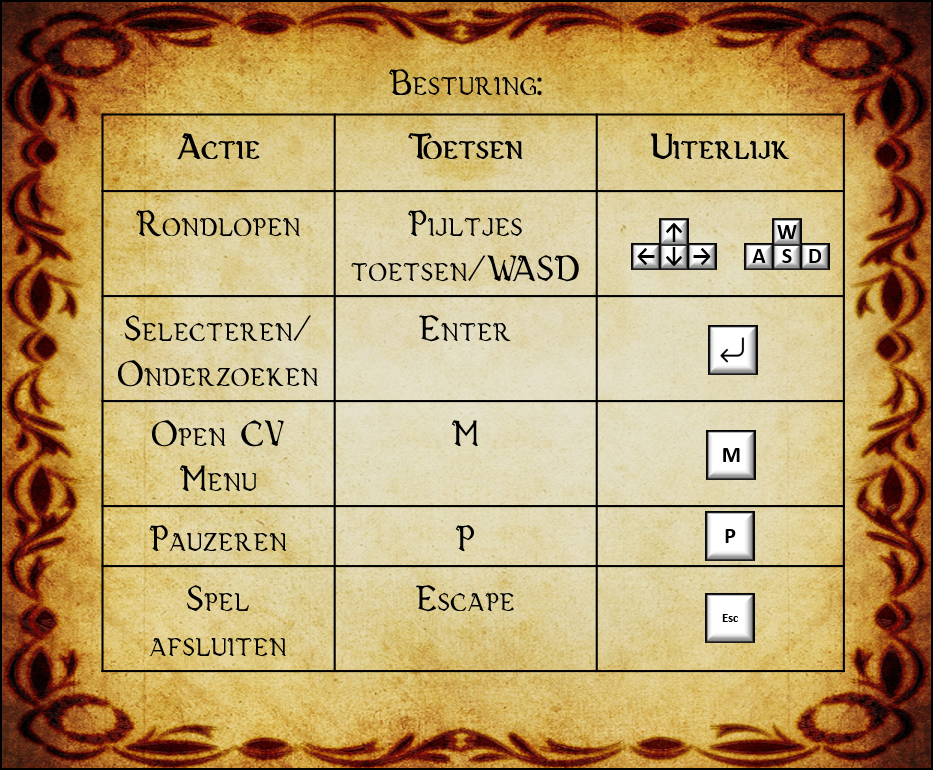 Besturing:
Actie Toetsen Uiterlijk
Rondlopen Pijltjes
toetsen/WASD
↑
← ↓ →
W
A S D
Selecteren/
Onderzoeken
Enter
↵
Open CV
Menu
M
M
Pauzeren P P
Spel
afsluiten
Escape
Esc